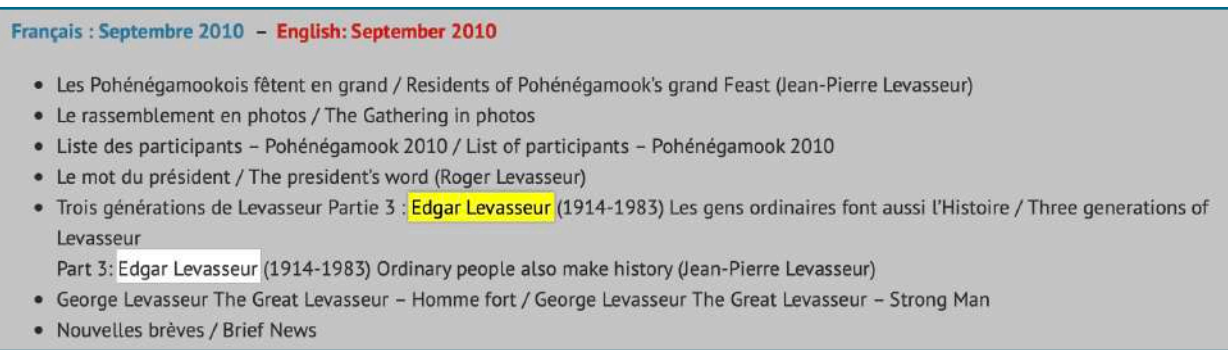 Français : Septembre 2010 – English: September 2010
• Les Pohénégamookois fêtent en grand / Residents of Pohénégamook's grand Feast (Jean-Pierre Levasseur)
• Le rassemblement en photos / The Gathering in photos
• Liste des participants – Pohénégamook 2010 / List of participants – Pohénégamook 2010
• Le mot du président / The president's word (Roger Levasseur)
• Trois générations de Levasseur Partie 3 : Edgar Levasseur (1914-1983) Les gens ordinaires font aussi l'Histoire / Three generations of
Levasseur
Part 3: Edgar Levasseur (1914-1983) Ordinary people also make history (Jean-Pierre Levasseur)
• George Levasseur The Great Levasseur – Homme fort / George Levasseur The Great Levasseur – Strong Man
• Nouvelles brèves / Brief News